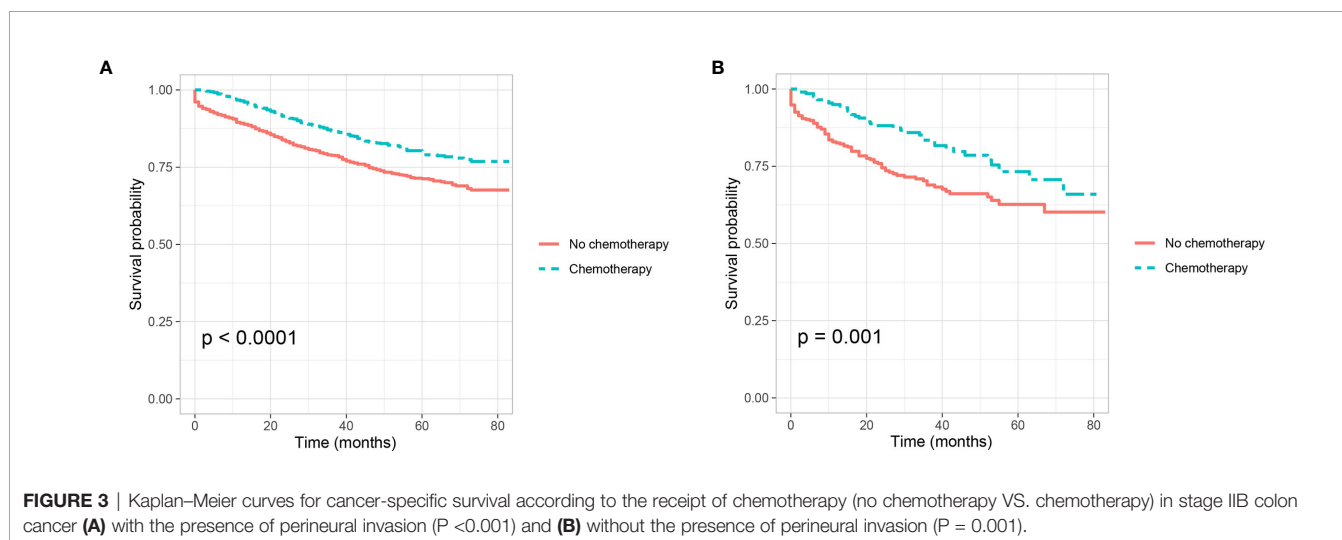 A
1.00
0.75
0.50
0.25
0.00
Survival probability
p < 0.0001
0 20 40 60 80
Time (months)
No chemotherapy
Chemotherapy
B
1.00
0.75
0.50
0.25
0.00
Survival probability
p = 0.001
0 20 40 60 80
Time (months)
No chemotherapy
Chemotherapy
FIGURE 3 | Kaplan–Meier curves for cancer-specific survival according to the receipt of chemotherapy (no chemotherapy VS. chemotherapy) in stage IIB colon
cancer (A) with the presence of perineural invasion (P <0.001) and (B) without the presence of perineural invasion (P = 0.001).